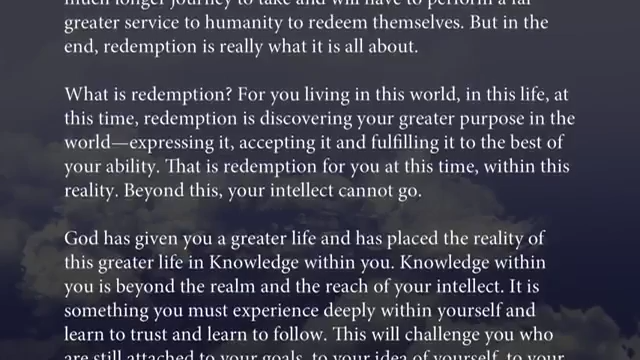 much longer journey to take and will have to perform a far
greater service to humanity to redeem themselves. But in the
end, redemption is really what it is all about.
What is redemption? For you living in this world, in this life, at
this time, redemption is discovering your greater purpose in the
world—expressing it, accepting it and fulfilling it to the best of
your ability. That is redemption for you at this time, within this
reality. Beyond this, your intellect cannot go.
God has given you a greater life and has placed the reality of
this greater life in Knowledge within you. Knowledge within
you is beyond the realm and the reach of your intellect. It is
something you must experience deeply within yourself and
learn to trust and learn to follow. This will challenge you who
are still attached to your goals, to your idea of yourself, to your